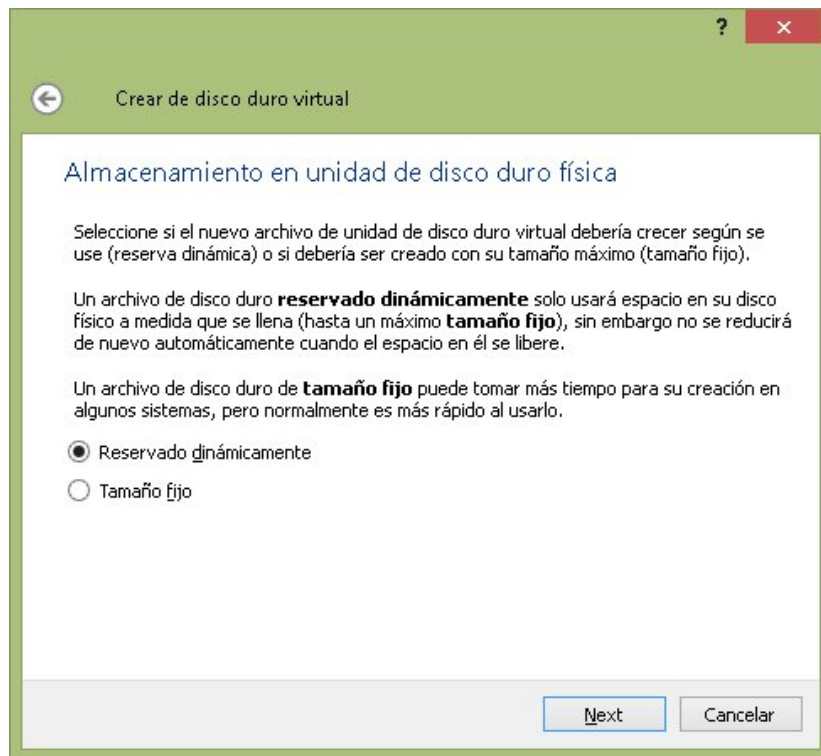 ?
Crear de disco duro virtual
Almacenamiento en unidad de disco duro física
Seleccione si el nuevo archivo de unidad de disco duro virtual debería crecer según se
use (reserva dinámica) o si debería ser creado con su tamaño máximo (tamaño fijo).
Un archivo de disco duro reservado dinámicamente solo usará espacio en su disco
físico a medida que se llena (hasta un máximo tamaño fijo), sin embargo no se reducirá
de nuevo automáticamente cuando el espacio en él se libere.
Un archivo de disco duro de tamaño fijo puede tomar más tiempo para su creación en
algunos sistemas, pero normalmente es más rápido al usarlo.
Reservado dinámicamente
Tamaño fijo
Next Cancelar